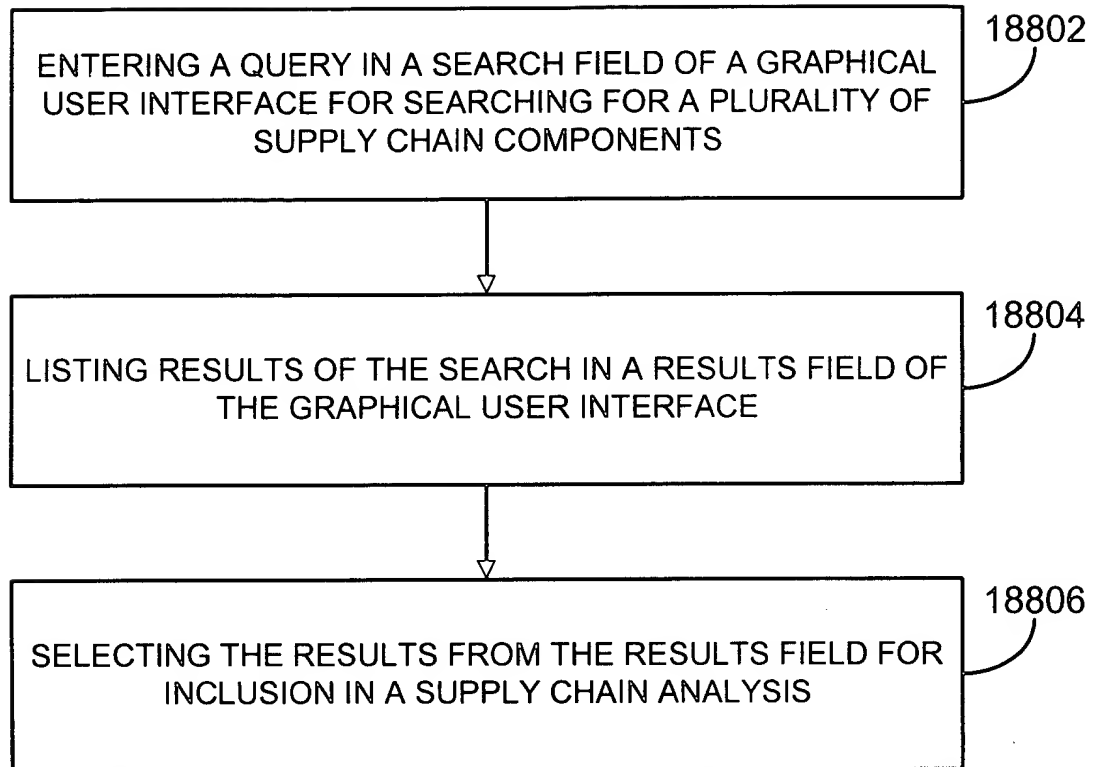 18802
ENTERING A QUERY IN A SEARCH FIELD OF A GRAPHICAL
USER INTERFACE FOR SEARCHING FOR A PLURALITY OF
SUPPLY CHAIN COMPONENTS
18804
LISTING RESULTS OF THE SEARCH IN A RESULTS FIELD OF
THE GRAPHICAL USER INTERFACE
18806
SELECTING THE RESULTS FROM THE RESULTS FIELD FOR
INCLUSION IN A SUPPLY CHAIN ANALYSIS